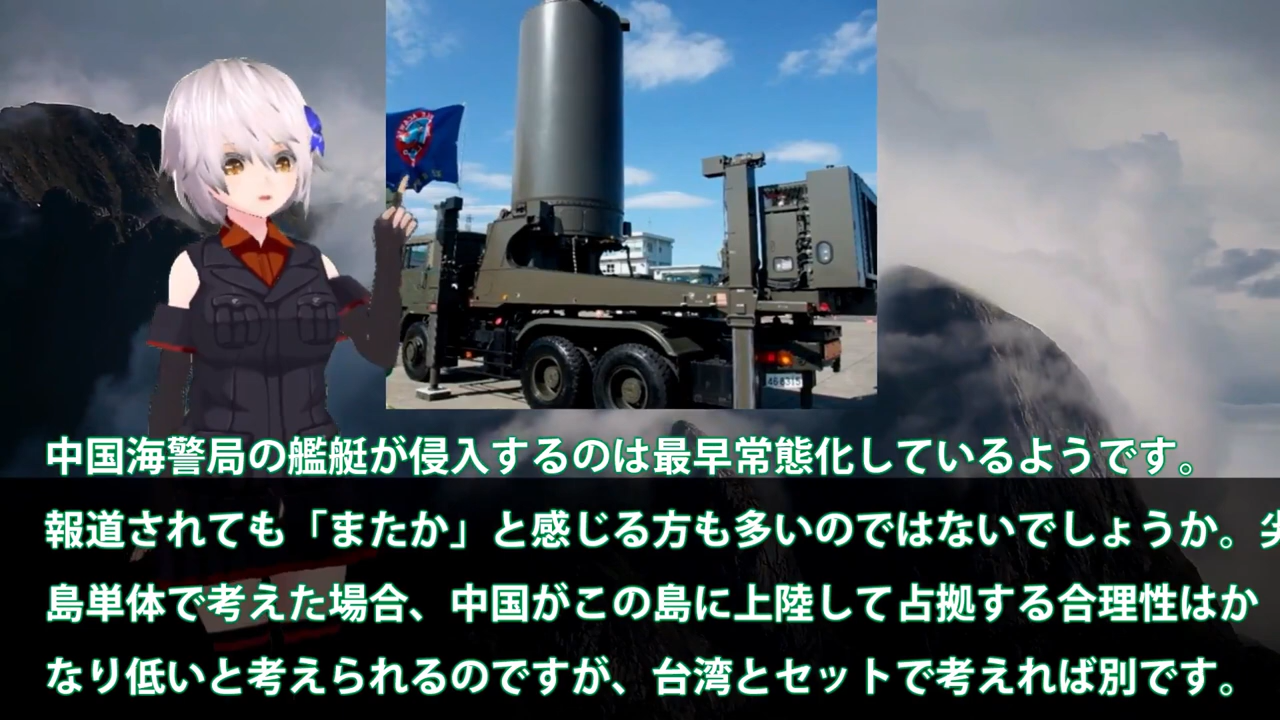 中国海警局の艦艇が侵入するのは最早常態化しているようです。
報道されても「またか」と感じる方も多いのではないでしょうか。
島単体で考えた場合、中国がこの島に上陸して占拠する合理性はか
なり低いと考えられるのですが、台湾とセットで考えれば別です。